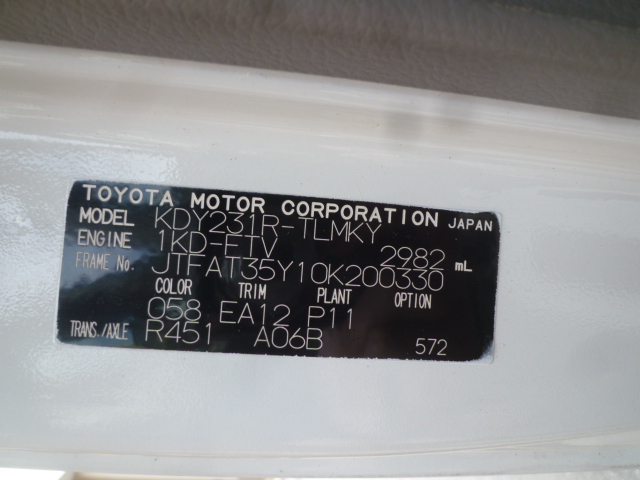 TOYOTA MOTOR CORPORATION JAPAN
MODEL KDY231R-TLMKY
ENGINE 1KD-FTV 2982 mL
FRAME No. JTFAT35Y10K200330
COLOR TRIM PLANT OPTION
058 EA12 P11
TRANS./AXLE R451 A06B 572